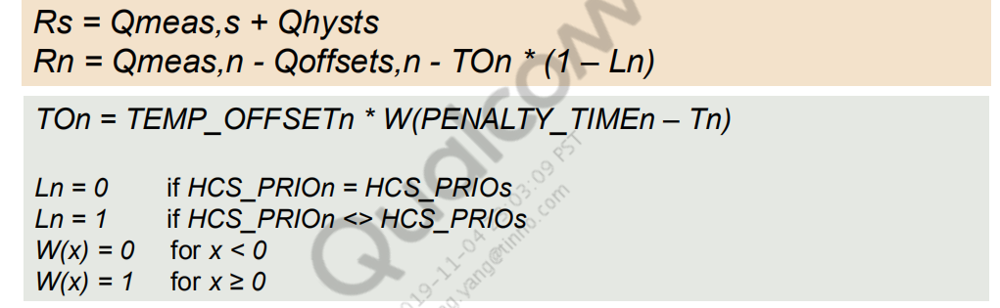 Rs = Qmeas,s + Qhysts
Rn = Qmeas,n - Qoffsets,n - TOn * (1 – Ln)
TOn = TEMP_OFFSETn * W(PENALTY_TIMEn – Tn)
Ln = 0 if HCS_PRIOn = HCS_PRIOs
Ln = 1 if HCS_PRIOn <> HCS_PRIOs
W(x) = 0 for x < 0
W(x) = 1 for x ≥ 0